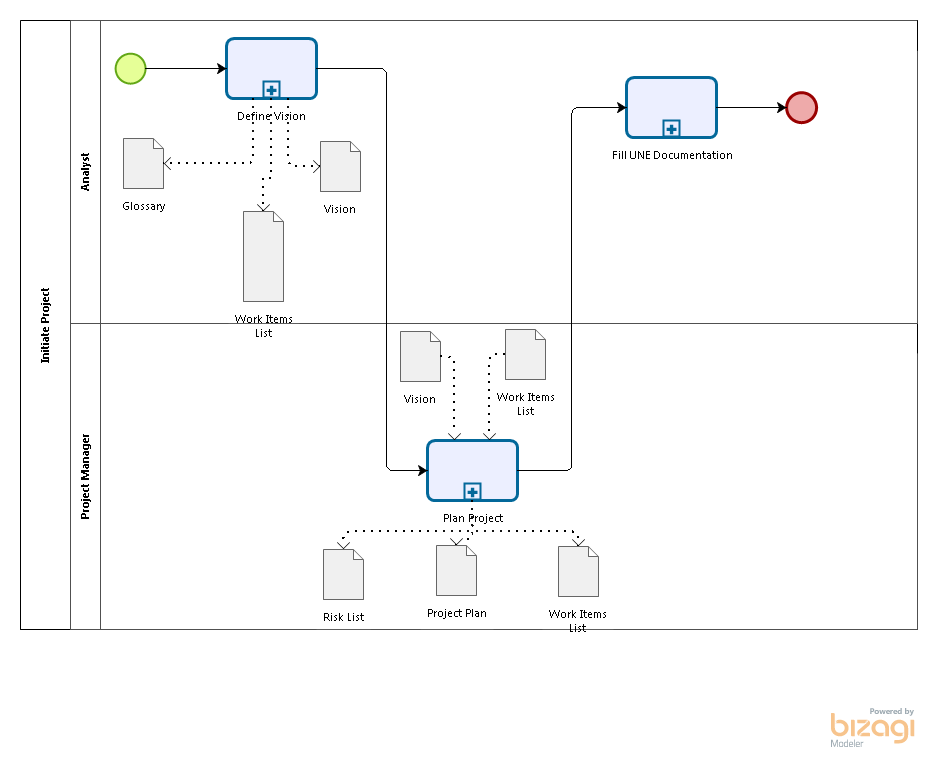 Initiate Project
Analyst
Define Vision
Glossary
Vision
Work Items
List
Fill UNE Documentation
Project Manager
Vision
Work Items
List
Plan Project
Risk List
Project Plan
Work Items
List
Powered by
bizagi
Modeler